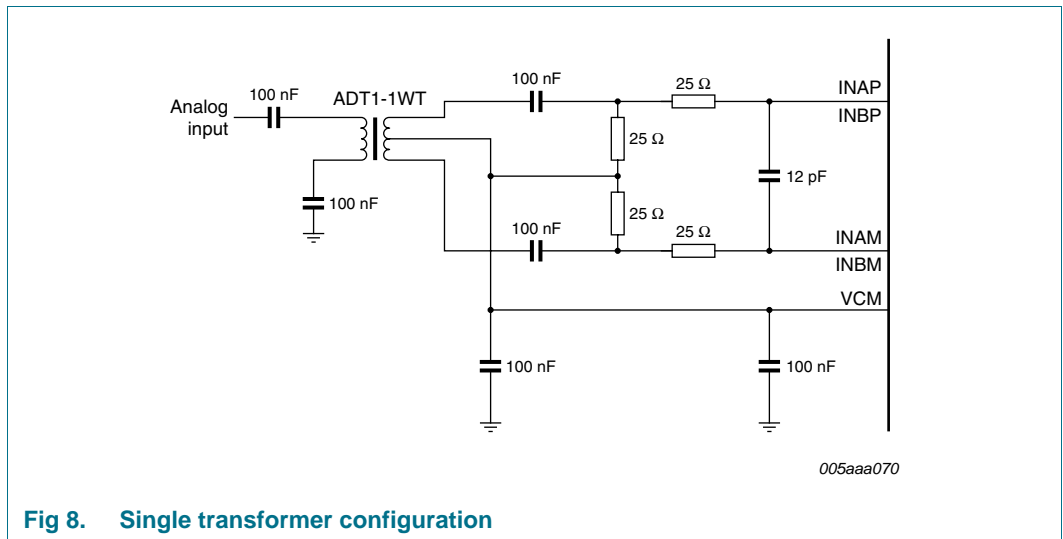 100 nF
ADT1-1WT
100 nF
25 Ω
INAP
INBP
Analog
input
25 Ω
12 pF
100 nF
25 Ω
100 nF
25 Ω
INAM
INBM
VCM
100 nF
100 nF
005aaa070
Fig 8. Single transformer configuration